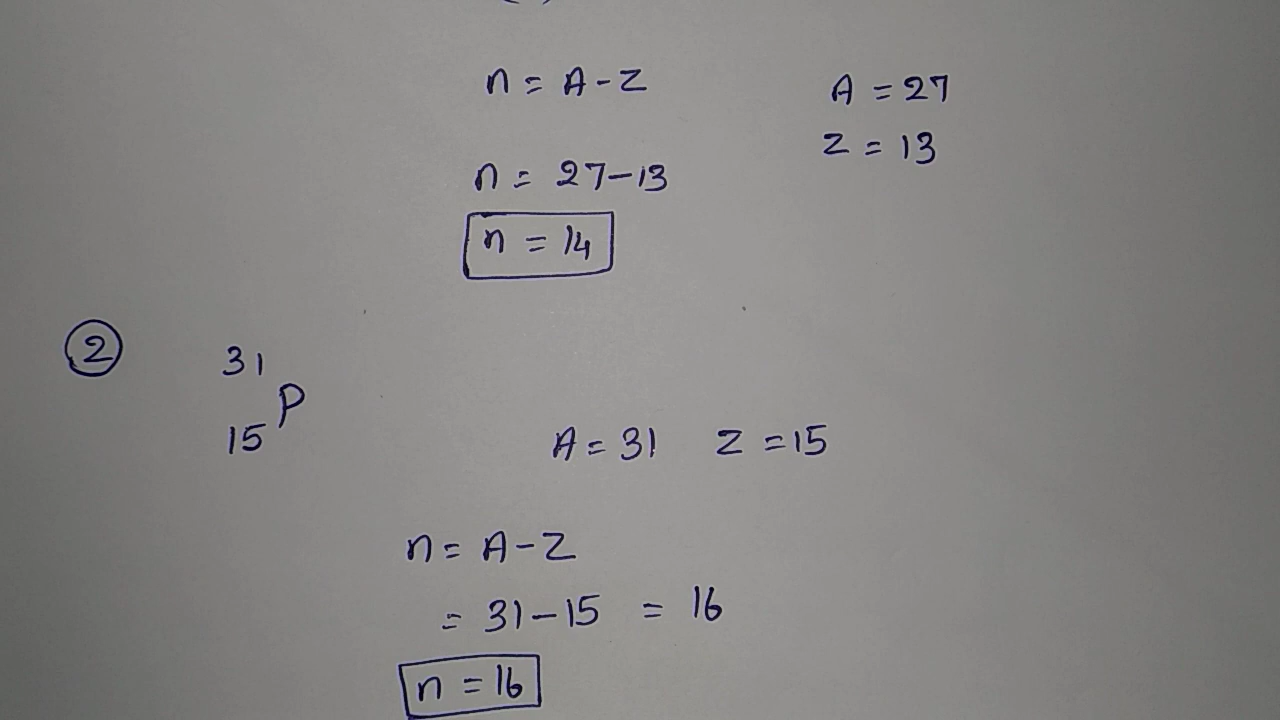 n = A - Z
A = 27
Z = 13
n = 27 - 13
n = 14
2
31
P
15
A = 31 Z = 15
n = A - Z
= 31 - 15 = 16
n = 16